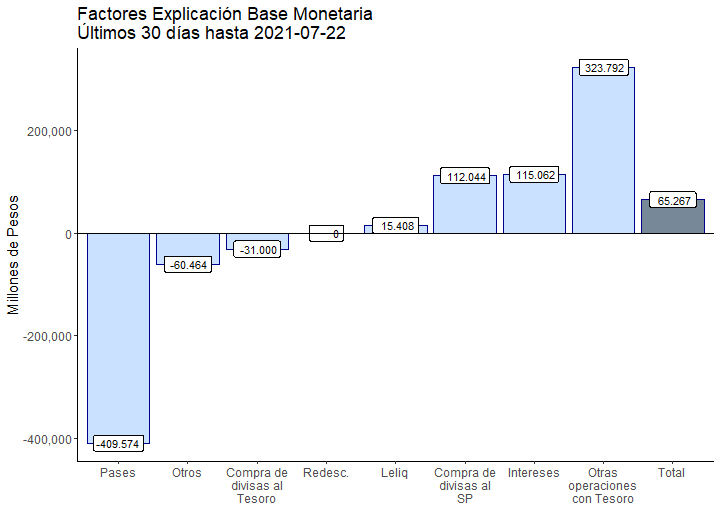 Factores Explicación Base Monetaria
Últimos 30 días hasta 2021-07-22
Millones de Pesos
200,000
0
-200,000
-400,000
-409.574
-60.464
-31.000
0
15.408
112.044
115.062
323.792
65.267
Pases
Otros
Compra de
divisas al
Tesoro
Redesc.
Leliq
Compra de
divisas al
SP
Intereses
Otras
operaciones
con Tesoro
Total